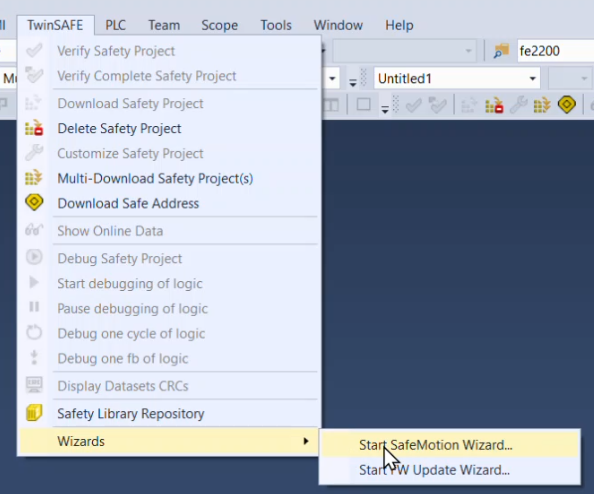 TwinSAFE PLC Team Scope Tools Window Help
fe2200
Untitled1
Verify Safety Project
Verify Complete Safety Project
Download Safety Project
Delete Safety Project
Customize Safety Project
Multi-Download Safety Project(s)
Download Safe Address
Show Online Data
Debug Safety Project
Start debugging of logic
Pause debugging of logic
Debug one cycle of logic
Debug one fb of logic
Display Datasets CRCs
Safety Library Repository
Wizards
Start SafeMotion Wizard...
Start FW Update Wizard...